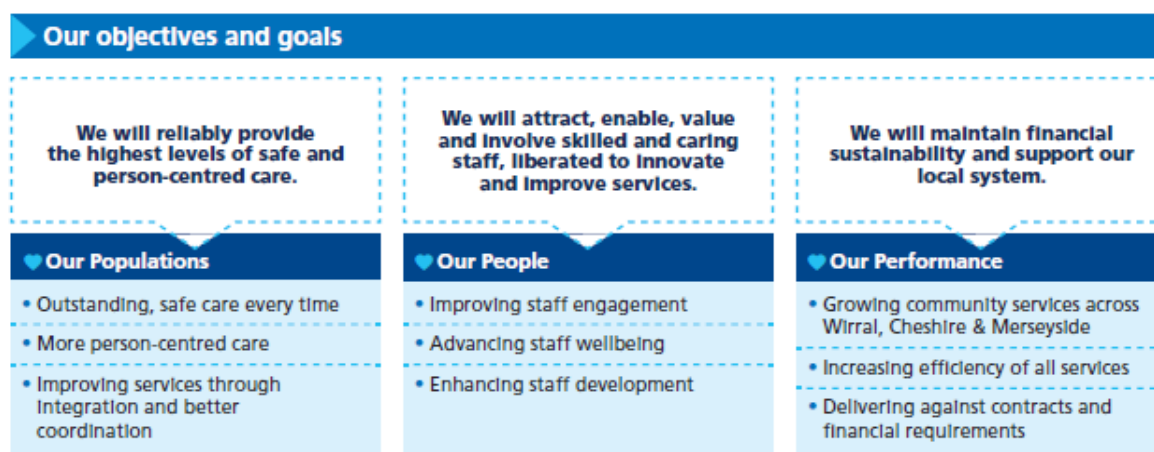 Our objectives and goals
We will reliably provide
the highest levels of safe and
person-centred care.
We will attract, enable, value
and involve skilled and caring
staff, liberated to innovate
and improve services.
We will maintain financial
sustainability and support our
local system.
Our Populations
• Outstanding, safe care every time
• More person-centred care
• Improving services through
integration and better
coordination
Our People
• Improving staff engagement
• Advancing staff wellbeing
• Enhancing staff development
Our Performance
• Growing community services across
Wirral, Cheshire & Merseyside
• Increasing efficiency of all services
• Delivering against contracts and
financial requirements